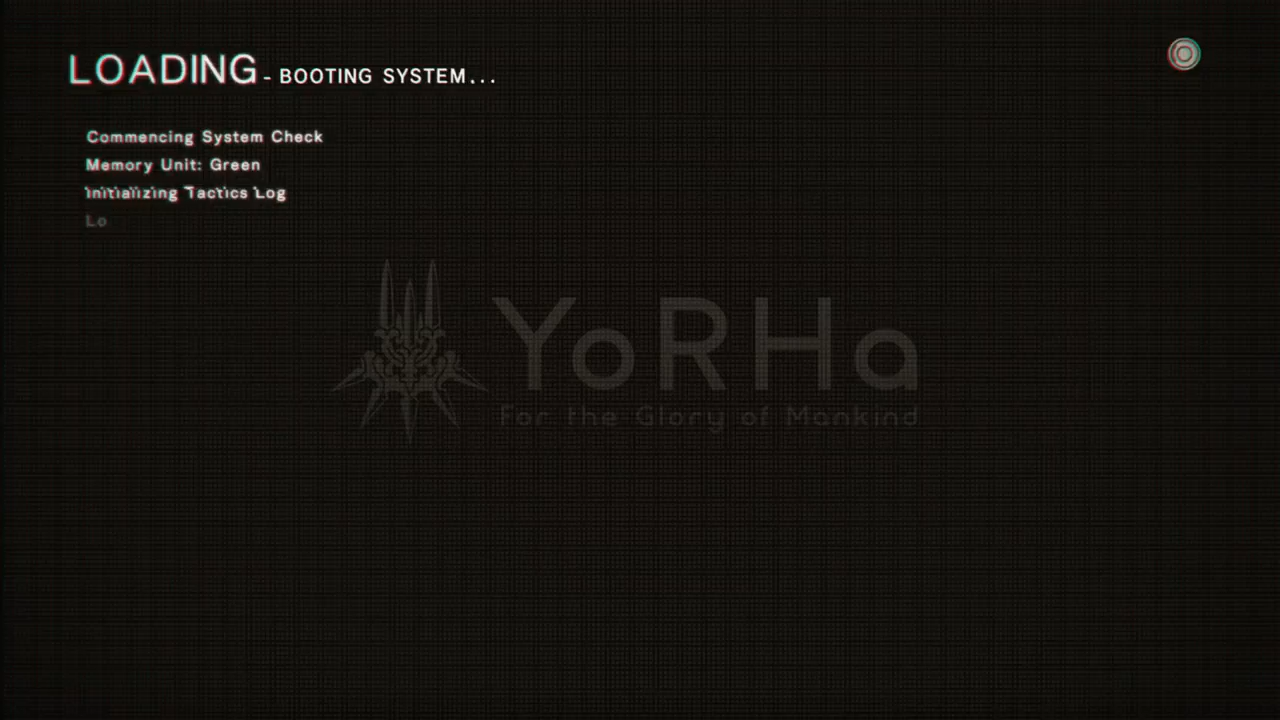 LOADING - BOOTING SYSTEM...
Commencing System Check
Memory Unit: Green
Initializing Tactics Log
Lo
YoRHa
For the Glory of Mankind